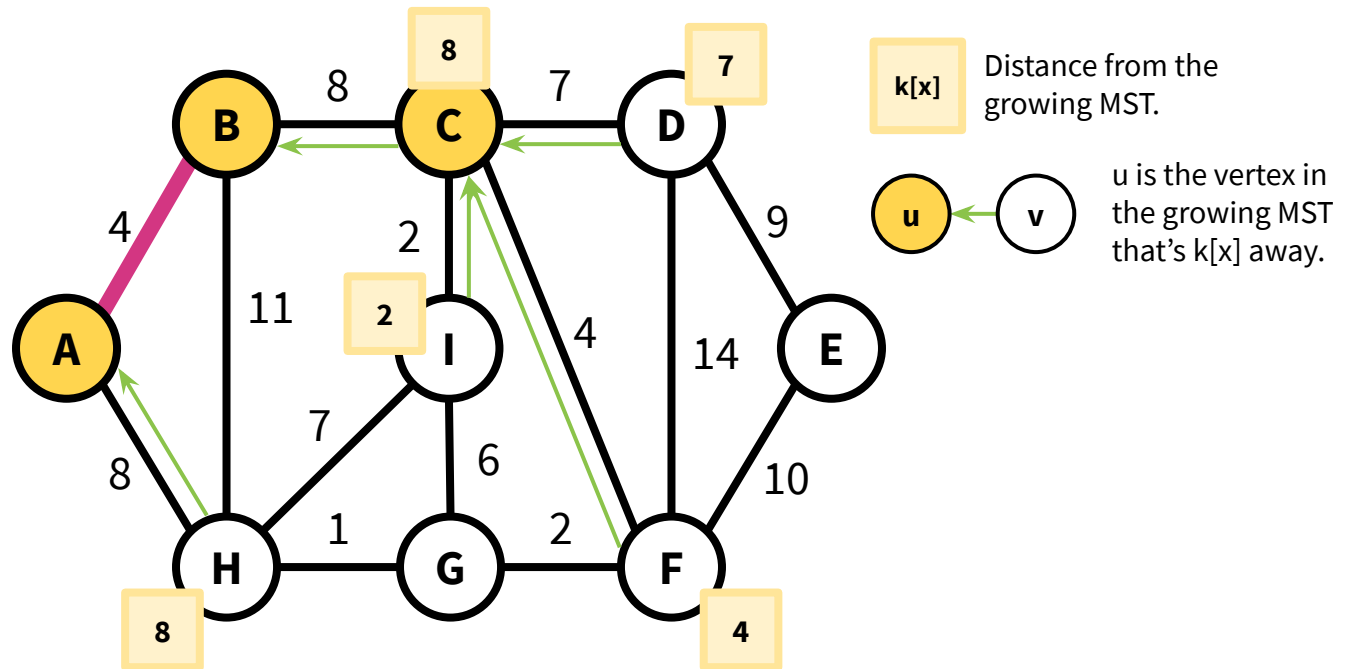 8
7
k[x]
Distance from the
growing MST.
8
7
B
C
D
u
v
u is the vertex in
the growing MST
that's k[x] away.
4
2
9
11
2
4
14
A
I
E
7
6
8
10
1
2
H
G
F
8
4